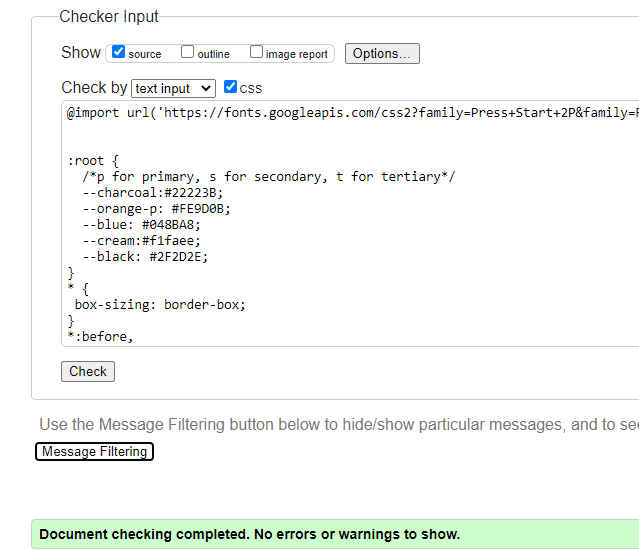 Checker Input
Show source outline image report Options...
Check by text input css
@import url('https://fonts.googleapis.com/css2?family=Press+Start+2P&family=
:root {
/*p for primary, s for secondary, t for tertiary*/
--charcoal:#22223B;
--orange-p: #FE9D0B;
--blue: #048BA8;
--cream:#f1faee;
--black: #2F2D2E;
}
* {
box-sizing: border-box;
}
*:before,
Check
Use the Message Filtering button below to hide/show particular messages, and to see
Message Filtering
Document checking completed. No errors or warnings to show.